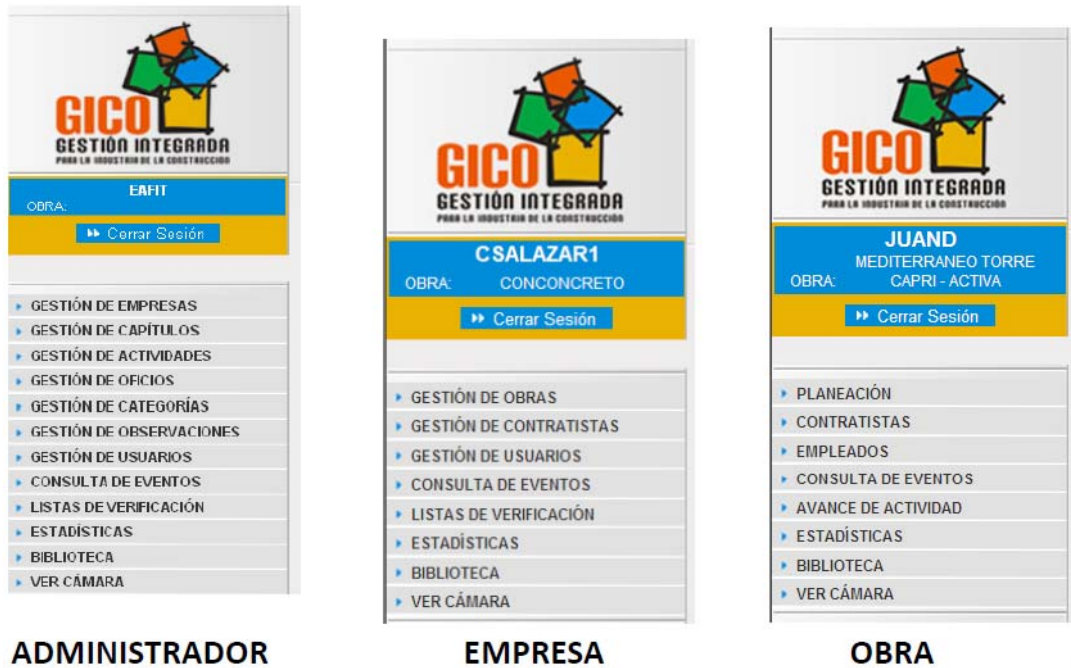 GICO
GESTIÓN INTEGRADA
PARA LA INDUSTRIA DE LA CONSTRUCCIÓN
EAFIT
OBRA:
Cerrar Sesión
GESTIÓN DE EMPRESAS
GESTIÓN DE CAPÍTULOS
GESTIÓN DE ACTIVIDADES
GESTIÓN DE OFICIOS
GESTIÓN DE CATEGORÍAS
GESTIÓN DE OBSERVACIONES
GESTIÓN DE USUARIOS
CONSULTA DE EVENTOS
LISTAS DE VERIFICACIÓN
ESTADÍSTICAS
BIBLIOTECA
VER CÁMARA
ADMINISTRADOR
GICO
GESTIÓN INTEGRADA
PARA LA INDUSTRIA DE LA CONSTRUCCIÓN
CSALAZAR1
OBRA: CONCONCRETO
Cerrar Sesión
GESTIÓN DE OBRAS
GESTIÓN DE CONTRATISTAS
GESTIÓN DE USUARIOS
CONSULTA DE EVENTOS
LISTAS DE VERIFICACIÓN
ESTADÍSTICAS
BIBLIOTECA
VER CÁMARA
EMPRESA
GICO
GESTIÓN INTEGRADA
PARA LA INDUSTRIA DE LA CONSTRUCCIÓN
JUAND
MEDITERRANEO TORRE
OBRA: CAPRI - ACTIVA
Cerrar Sesión
PLANEACIÓN
CONTRATISTAS
EMPLEADOS
CONSULTA DE EVENTOS
AVANCE DE ACTIVIDAD
ESTADÍSTICAS
BIBLIOTECA
VER CÁMARA
OBRA